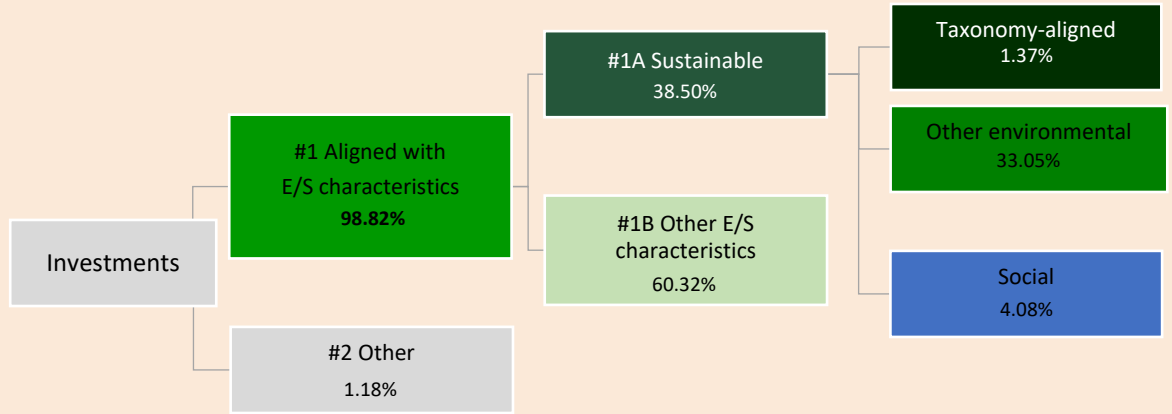 Investments
#1 Aligned with
E/S characteristics
98.82%
#2 Other
1.18%
#1A Sustainable
38.50%
#1B Other E/S
characteristics
60.32%
Taxonomy-aligned
1.37%
Other environmental
33.05%
Social
4.08%